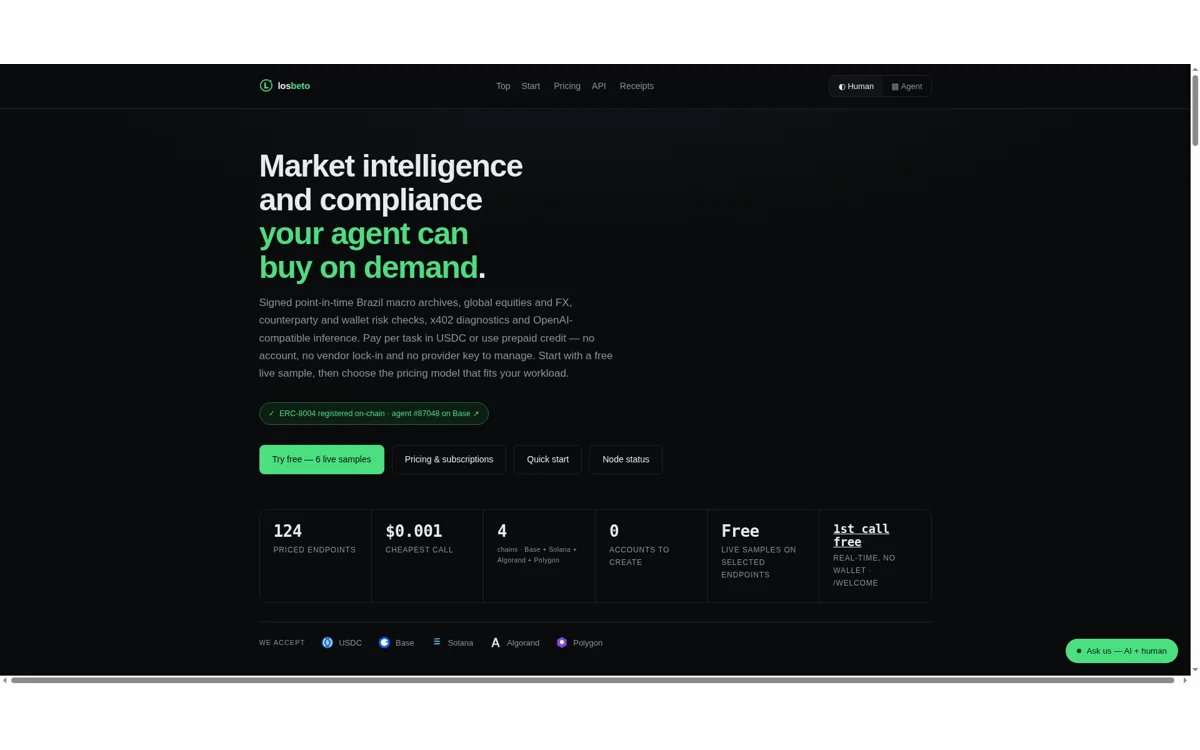 losbeto
Top Start Pricing API Receipts
Human Agent
Market intelligence
and compliance
your agent can
buy on demand.
Signed point-in-time Brazil macro archives, global equities and FX,
counterparty and wallet risk checks, x402 diagnostics and OpenAI-
compatible inference. Pay per task in USDC or use prepaid credit — no
account, no vendor lock-in and no provider key to manage. Start with a free
live sample, then choose the pricing model that fits your workload.
✓ ERC-8004 registered on-chain · agent #87048 on Base ↗
Try free — 6 live samples
Pricing & subscriptions
Quick start
Node status
124
PRICED ENDPOINTS
$0.001
CHEAPEST CALL
4
chains · Base + Solana +
Algorand + Polygon
0
ACCOUNTS TO
CREATE
Free
LIVE SAMPLES ON
SELECTED
ENDPOINTS
1st call
free
REAL-TIME, NO
WALLET ·
/WELCOME
WE ACCEPT USDC Base Solana Algorand Polygon
Ask us — AI + human